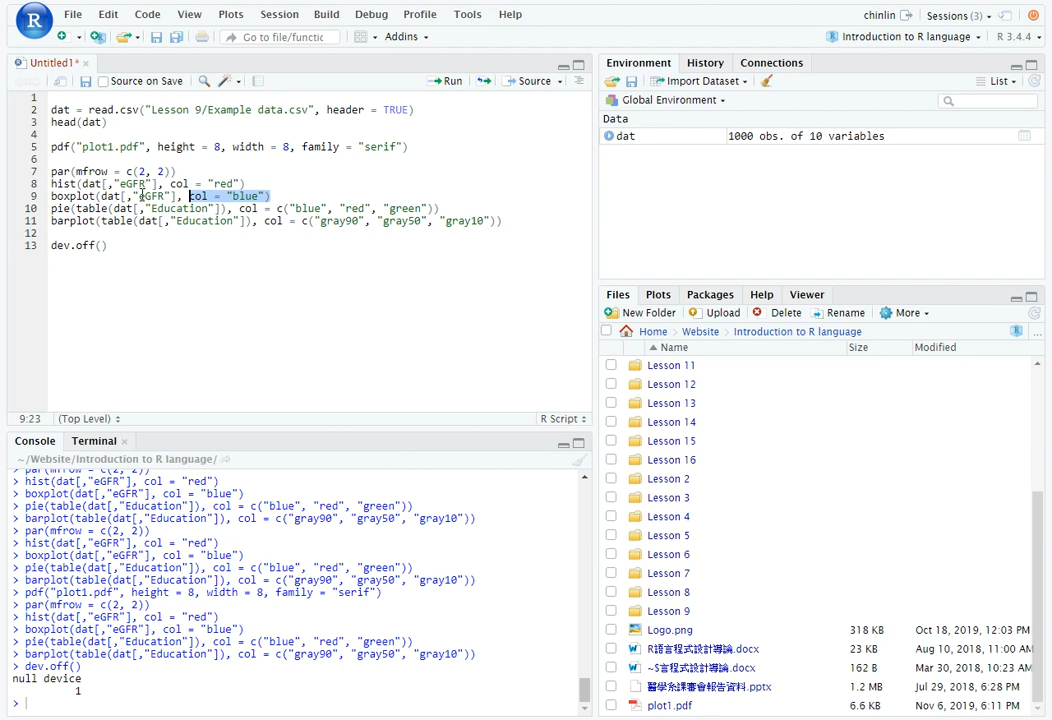 R File Edit Code View Plots Session Build Debug Profile Tools Help chinlin Sessions (3)
Go to file/functic Addins Introduction to R language R 3.4.4
Untitled1*
Source on Save Run Source
1
2 dat = read.csv("Lesson 9/Example data.csv", header = TRUE)
3 head(dat)
4
5 pdf("plot1.pdf", height = 8, width = 8, family = "serif")
6
7 par(mfrow = c(2, 2))
8 hist(dat[,"eGFR"], col = "red")
9 boxplot(dat[,"eGFR"], col = "blue")
10 pie(table(dat[,"Education"]), col = c("blue", "red", "green"))
11 barplot(table(dat[,"Education"]), col = c("gray90", "gray50", "gray10"))
12
13 dev.off()
9:23 (Top Level) R Script
Console Terminal
~/Website/Introduction to R language/
> par(mfrow = c(2, 2))
> hist(dat[,"eGFR"], col = "red")
> boxplot(dat[,"eGFR"], col = "blue")
> pie(table(dat[,"Education"]), col = c("blue", "red", "green"))
> barplot(table(dat[,"Education"]), col = c("gray90", "gray50", "gray10"))
> par(mfrow = c(2, 2))
> hist(dat[,"eGFR"], col = "red")
> boxplot(dat[,"eGFR"], col = "blue")
> pie(table(dat[,"Education"]), col = c("blue", "red", "green"))
> barplot(table(dat[,"Education"]), col = c("gray90", "gray50", "gray10"))
> pdf("plot1.pdf", height = 8, width = 8, family = "serif")
> par(mfrow = c(2, 2))
> hist(dat[,"eGFR"], col = "red")
> boxplot(dat[,"eGFR"], col = "blue")
> pie(table(dat[,"Education"]), col = c("blue", "red", "green"))
> barplot(table(dat[,"Education"]), col = c("gray90", "gray50", "gray10"))
> dev.off()
null device
1
>
Environment History Connections
Import Dataset List
Global Environment
Data
dat 1000 obs. of 10 variables
Files Plots Packages Help Viewer
New Folder Upload Delete Rename More
Home Website Introduction to R language ...
Name Size Modified
Lesson 11
Lesson 12
Lesson 13
Lesson 14
Lesson 15
Lesson 16
Lesson 2
Lesson 3
Lesson 4
Lesson 5
Lesson 6
Lesson 7
Lesson 8
Lesson 9
Logo.png 318 KB Oct 18, 2019, 12:03 PM
R語言程式設計導論.docx 23 KB Aug 10, 2018, 11:00 AM
~$言程式設計導論.docx 162 B Mar 30, 2018, 10:23 AM
醫學系課審會報告資料.pptx 1.2 MB Jul 29, 2018, 6:28 PM
plot1.pdf 6.6 KB Nov 6, 2019, 6:11 PM